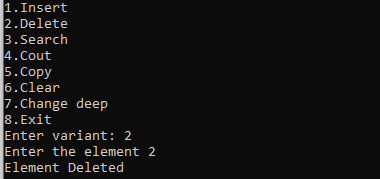 1.Insert
2.Delete
3.Search
4.Cout
5.Copy
6.Clear
7.Change deep
8.Exit
Enter variant: 2
Enter the element 2
Element Deleted